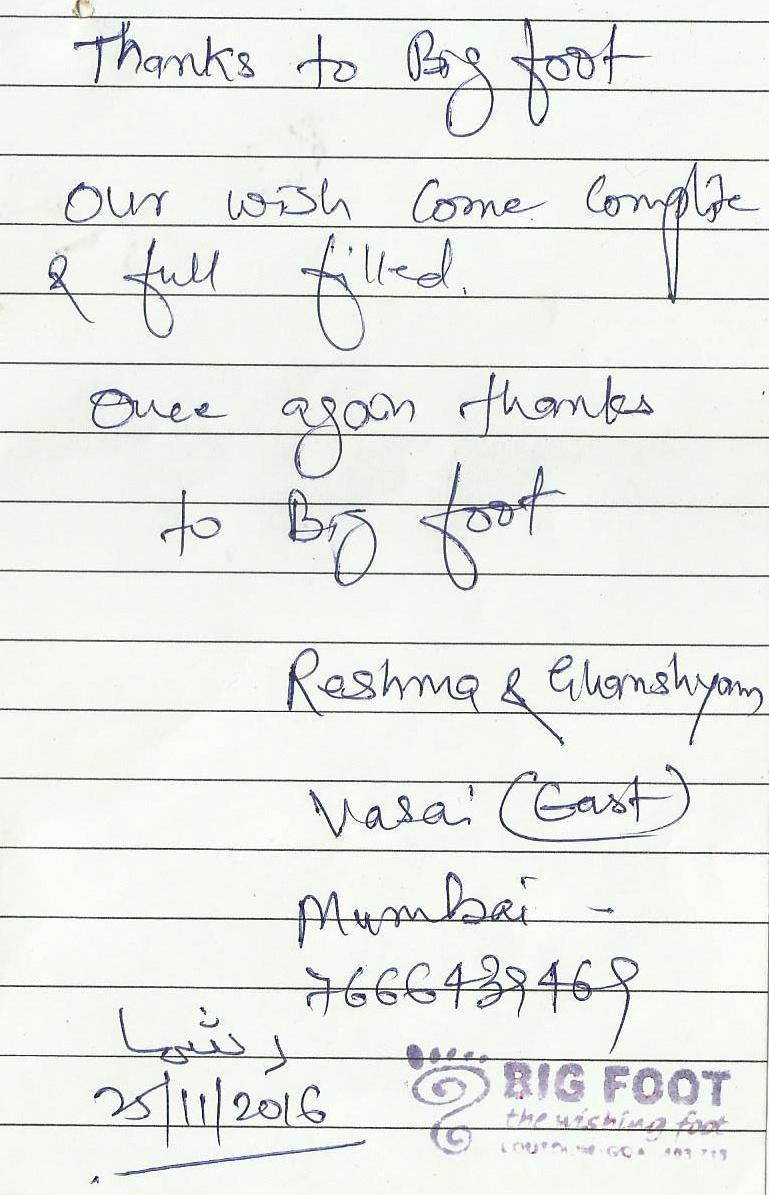 Thanks to Big foot
Our wish come complite
& full filled.
Once again thanks
to Big foot
Reshma & Ghanshyam
Vasai (East)
Mumbai -
7666439469
رشما
25/11/2016
BIG FOOT
the wishing foot
LOUTOLIM GOA 403 718